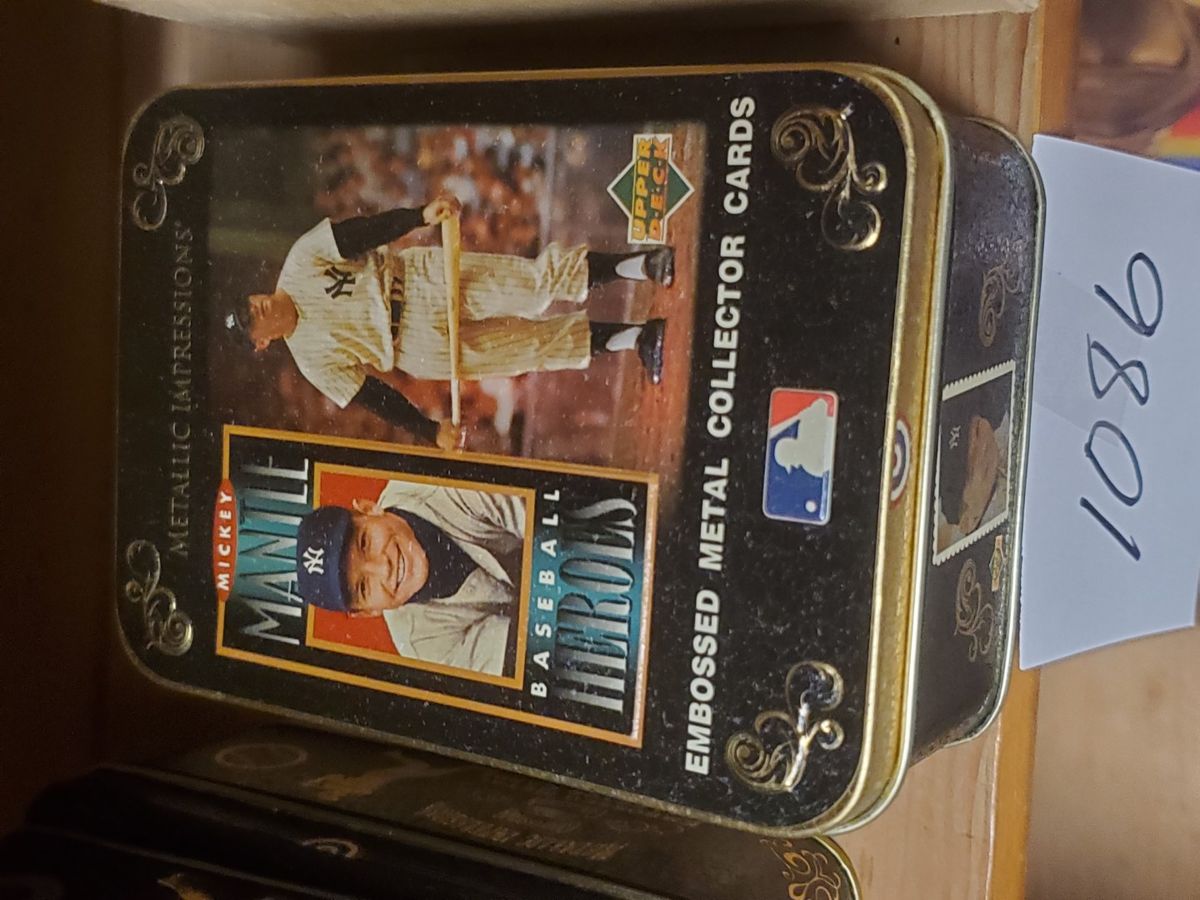 METALLIC IMPRESSIONS®
MICKEY
MANTLE
BASEBALL
HEROES
UPPER
DECK
EMBOSSED METAL COLLECTOR CARDS
1086